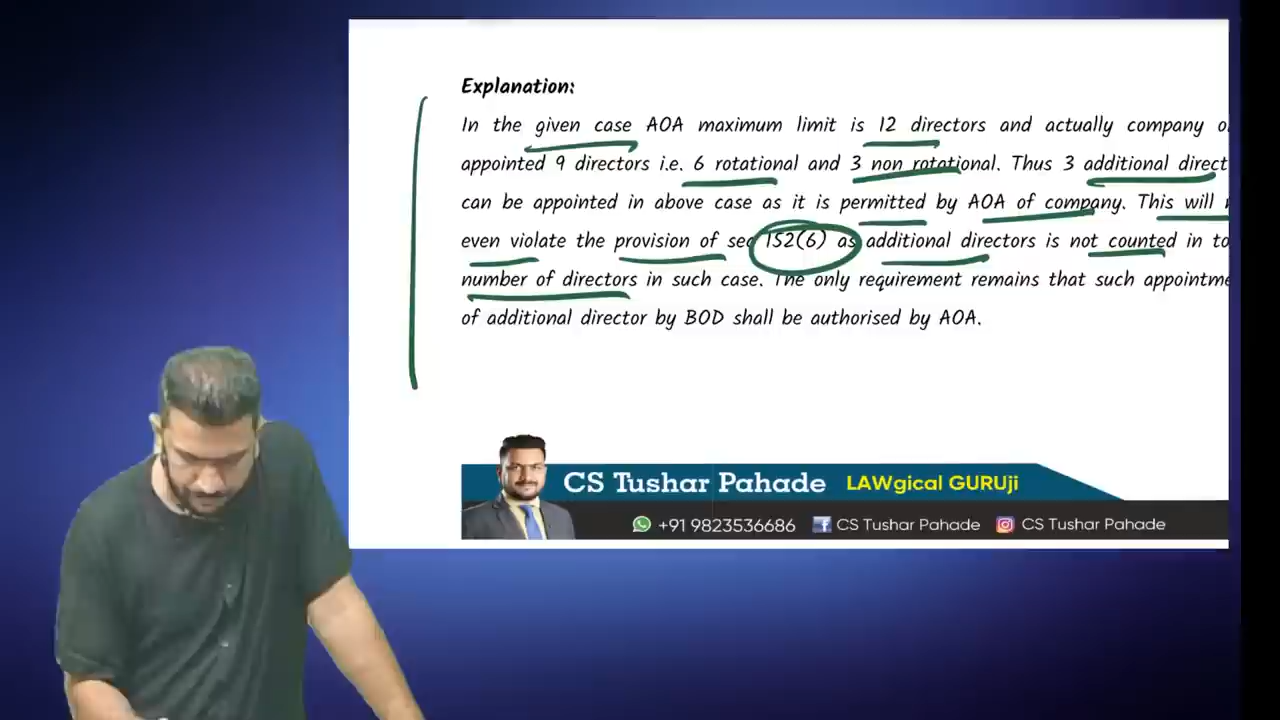 Explanation:
In the given case AOA maximum limit is 12 directors and actually company
appointed 9 directors i.e. 6 rotational and 3 non rotational. Thus 3 additional direct
can be appointed in above case as it is permitted by AOA of company. This will
even violate the provision of sec 152(6) as additional directors is not counted in to
number of directors in such case. The only requirement remains that such appointme
of additional director by BOD shall be authorised by AOA.
CS Tushar Pahade LAWgical GURUji
+91 9823536686 CS Tushar Pahade CS Tushar Pahade